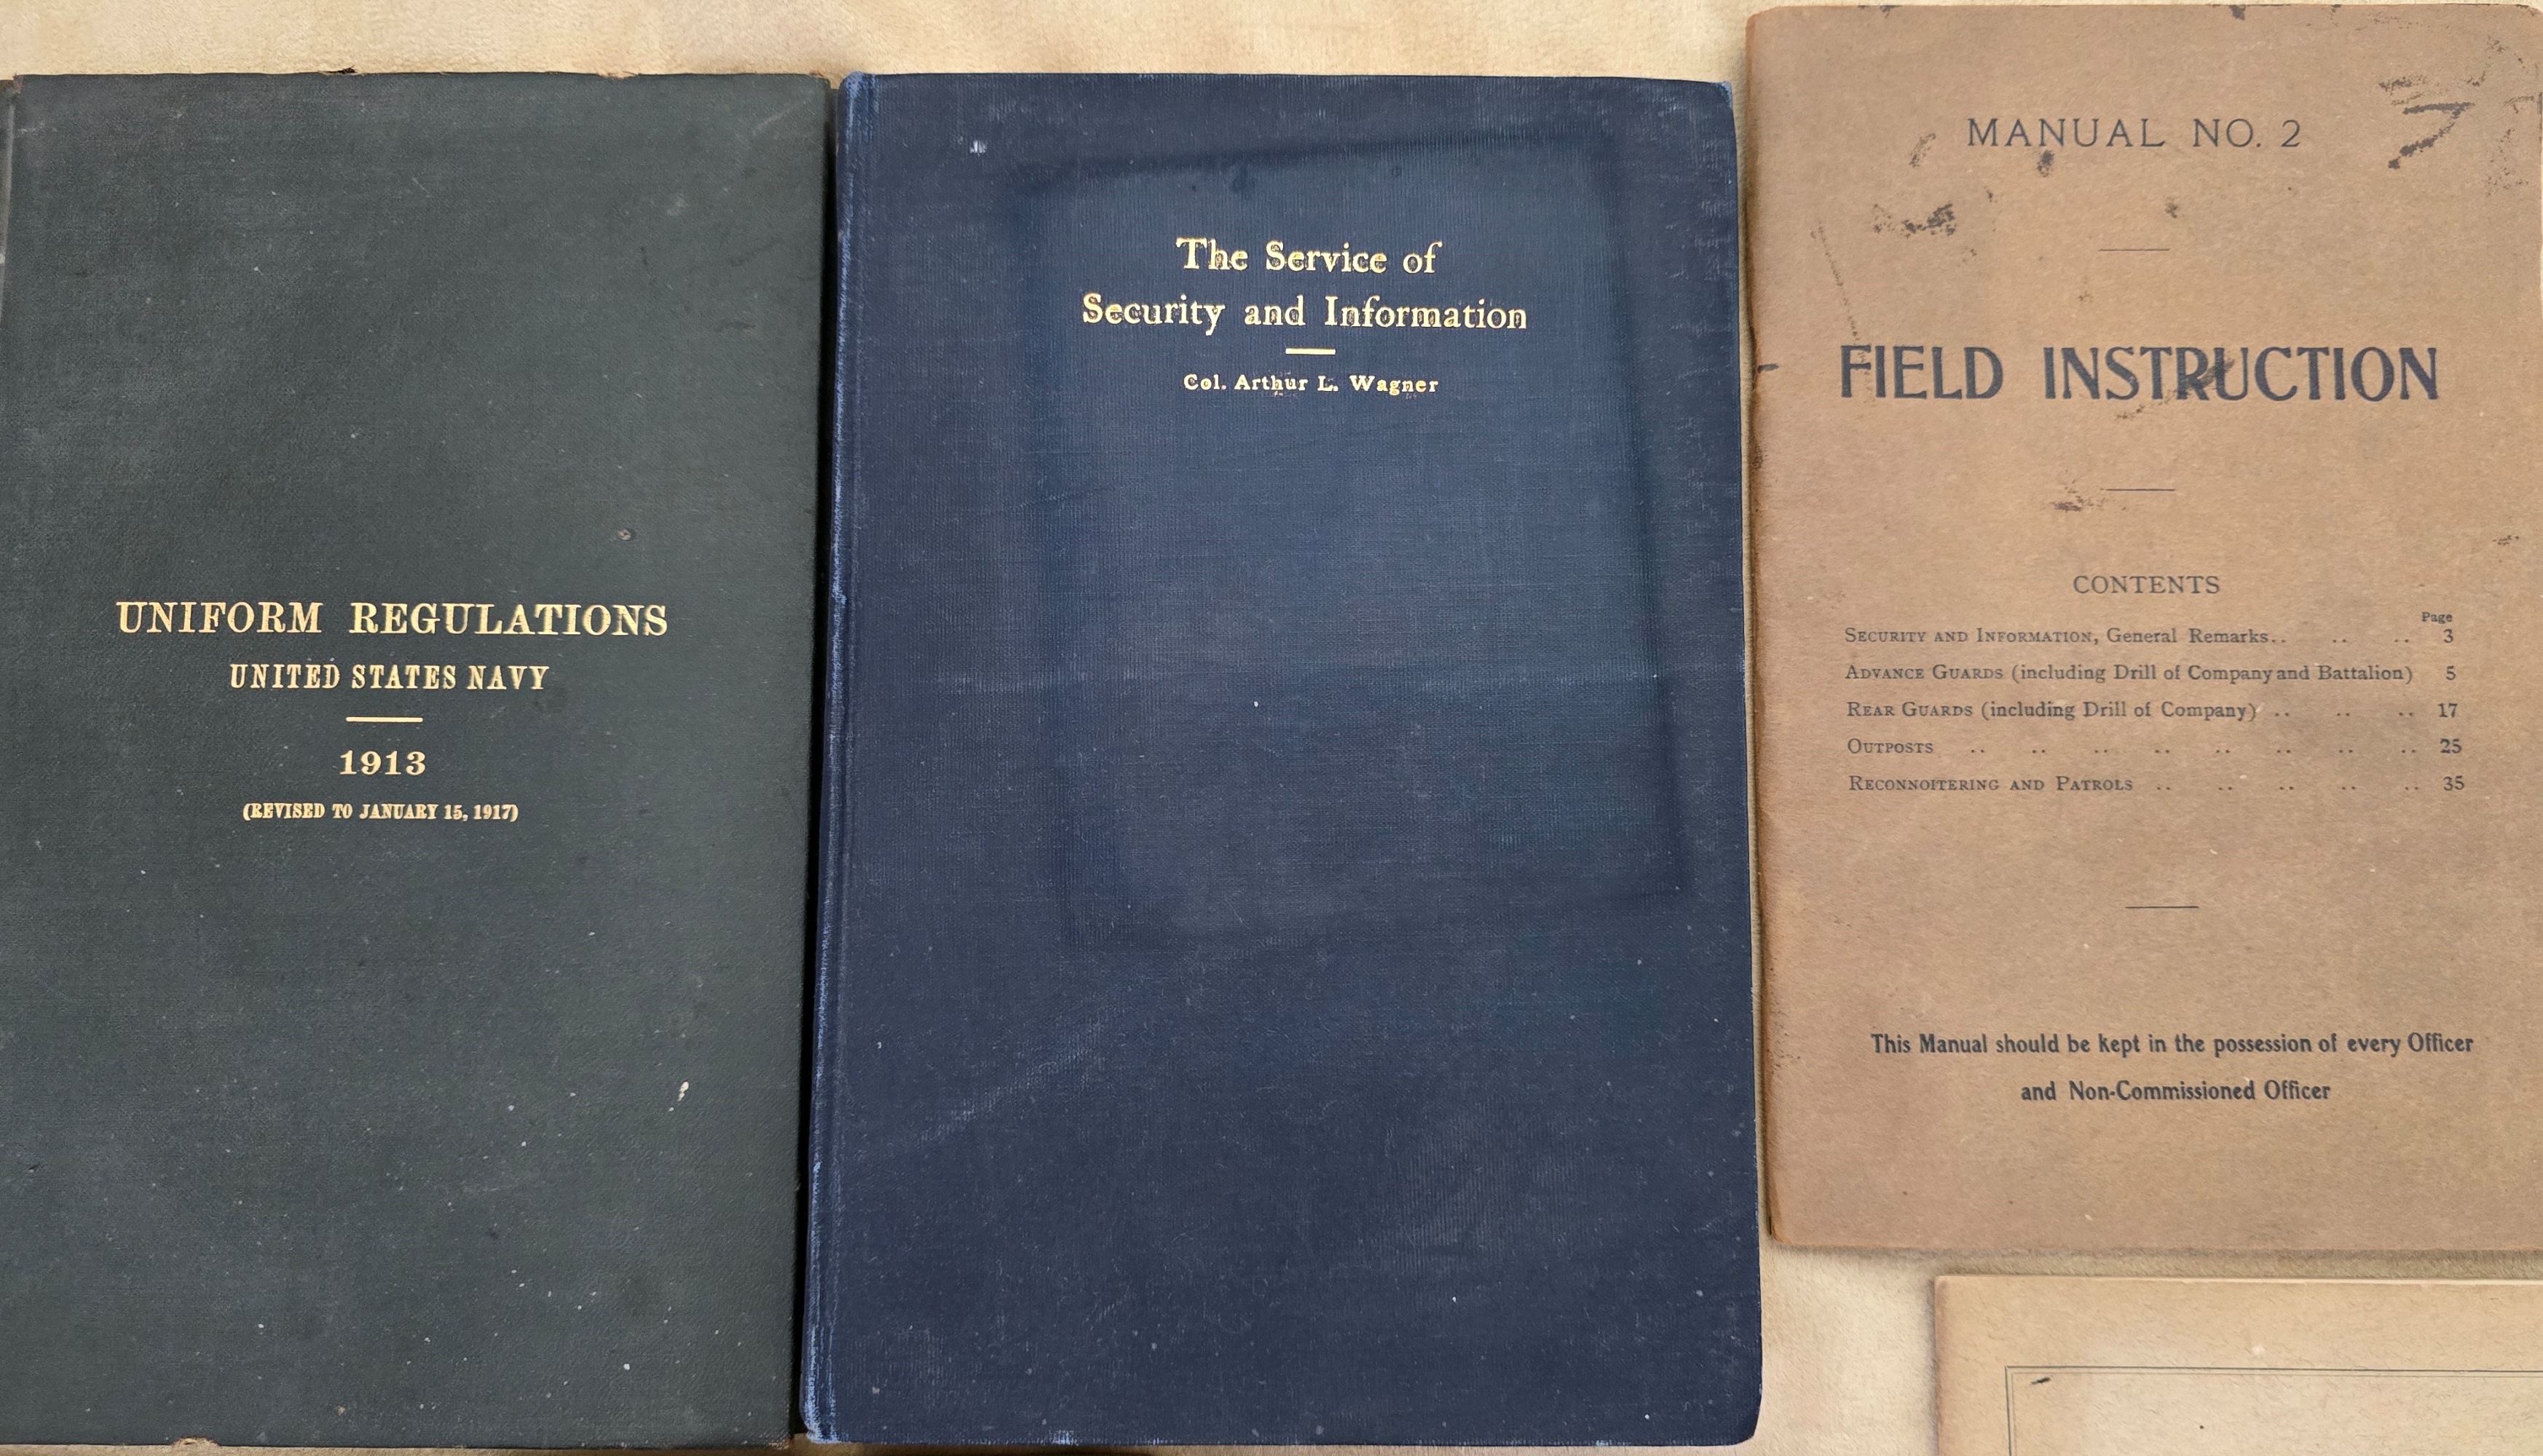 UNIFORM REGULATIONS
UNITED STATES NAVY
1913
(REVISED TO JANUARY 15, 1917)
The Service of
Security and Information
Col. Arthur L. Wagner
MANUAL NO. 2
FIELD INSTRUCTION
CONTENTS
Page
SECURITY AND INFORMATION, General Remarks.. .. .. 3
ADVANCE GUARDS (including Drill of Company and Battalion) 5
REAR GUARDS (including Drill of Company) .. .. .. 17
OUTPOSTS .. .. .. .. .. .. .. .. 25
RECONNOITERING AND PATROLS .. .. .. .. .. 35
This Manual should be kept in the possession of every Officer
and Non-Commissioned Officer